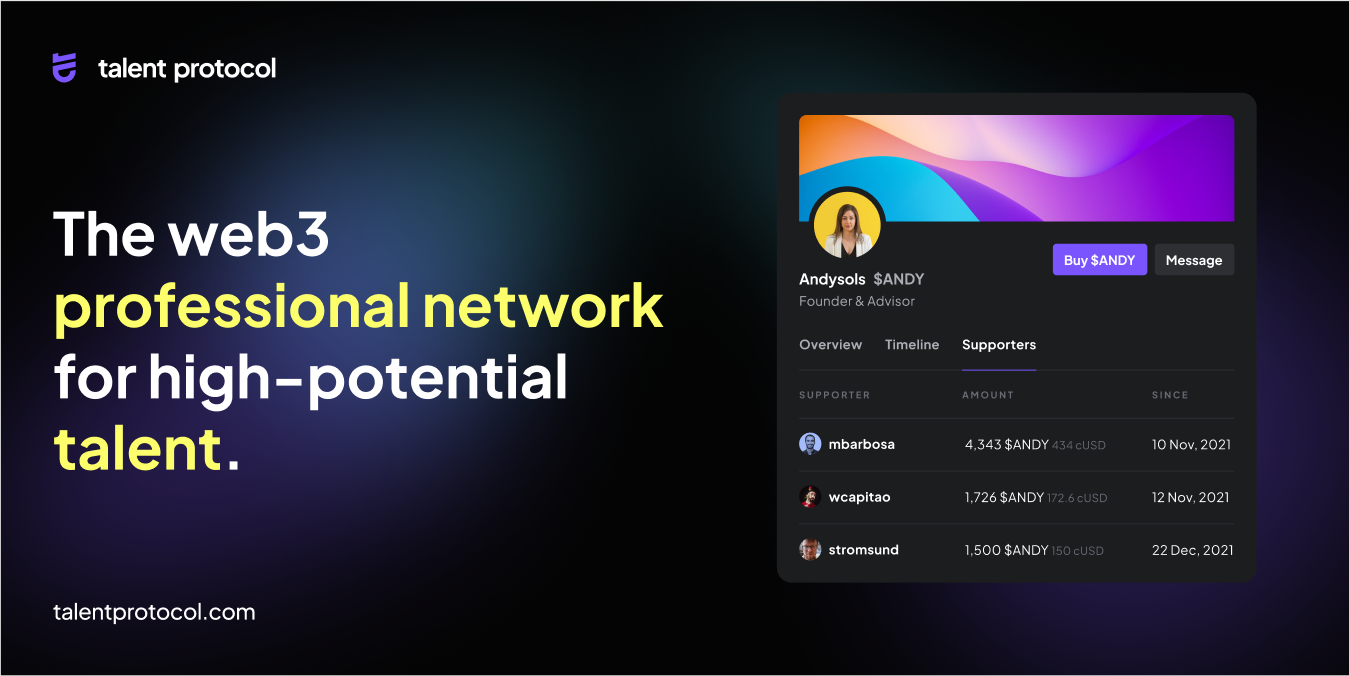 talent protocol
The web3
professional network
for high-potential
talent.
talentprotocol.com
Andysols $ANDY
Founder & Advisor
Buy $ANDY
Message
Overview Timeline Supporters
SUPPORTER AMOUNT SINCE
mbarbosa 4,343 $ANDY 434 cUSD 10 Nov, 2021
wcapitao 1,726 $ANDY 172.6 cUSD 12 Nov, 2021
stromsund 1,500 $ANDY 150 cUSD 22 Dec, 2021